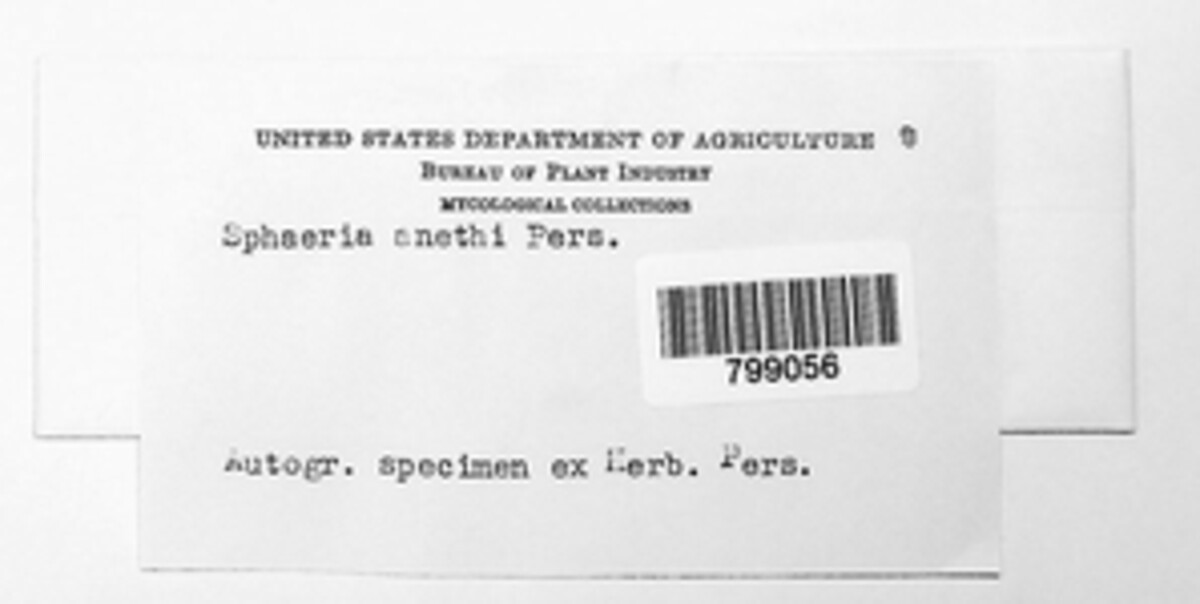 UNITED STATES DEPARTMENT OF AGRICULTURE
BUREAU OF PLANT INDUSTRY
MYCOLOGICAL COLLECTIONS
Sphaeria anethi Pers.
799056
Autogr. specimen ex Herb. Pers.